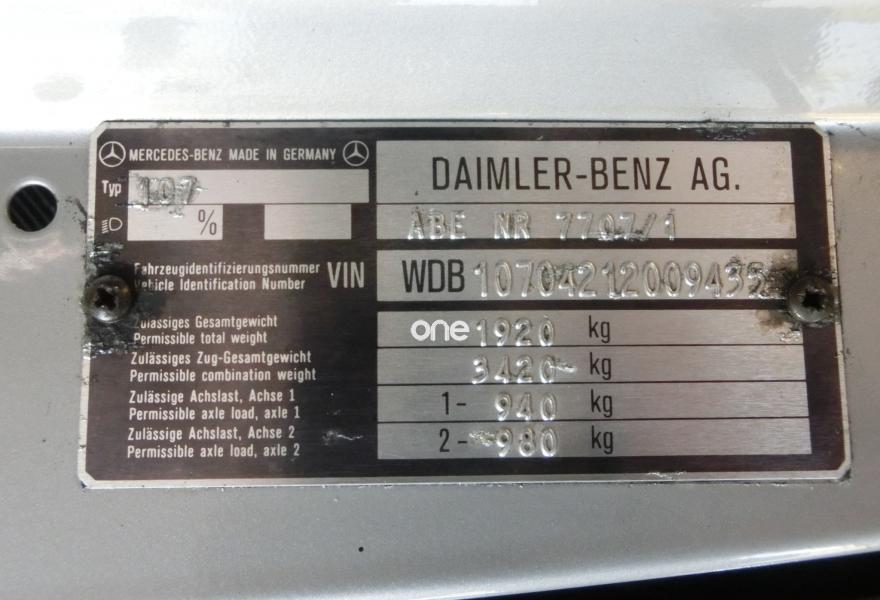 MERCEDES-BENZ MADE IN GERMANY
DAIMLER-BENZ AG.
Typ 107
%
ABE NR 7707/1
Fahrzeugidentifizierungsnummer
Vehicle Identification Number
VIN
WDB
Zulässiges Gesamtgewicht
Permissible total weight
one
1920 kg
Zulässiges Zug-Gesamtgewicht
Permissible combination weight
3420 kg
Zulässige Achslast, Achse 1
Permissible axle load, axle 1
1- 940 kg
Zulässige Achslast, Achse 2
Permissible axle load, axle 2
2- 980 kg